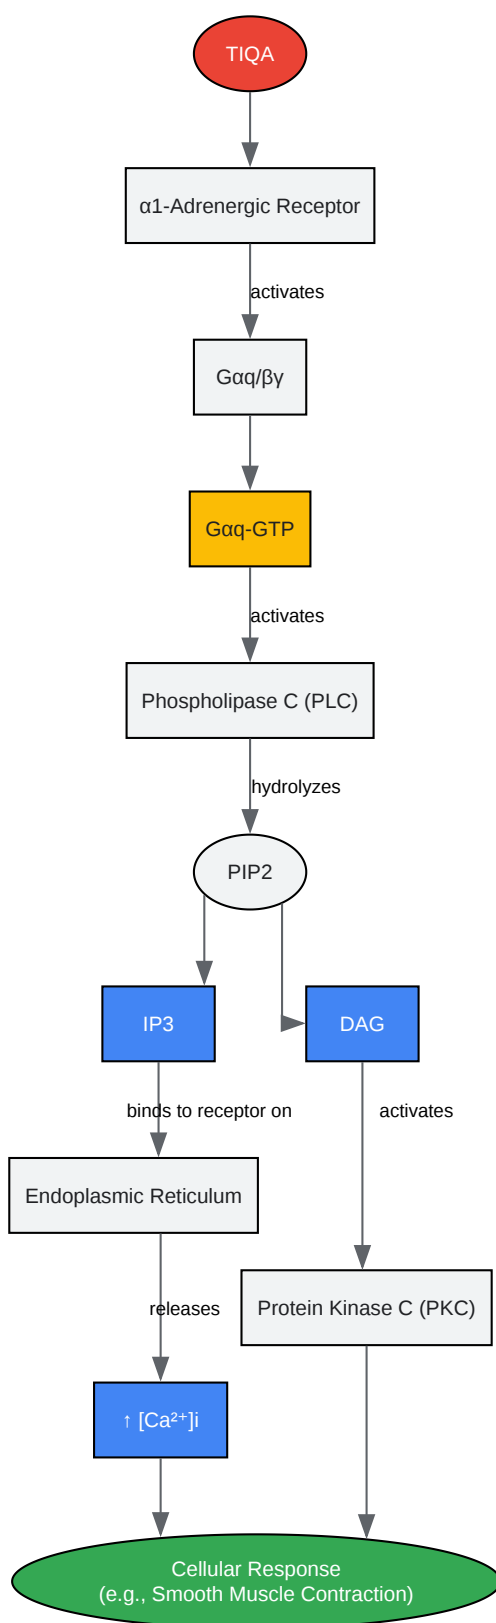 TIQA
α1-Adrenergic Receptor
activates
Gαq/βγ
Gαq-GTP
activates
Phospholipase C (PLC)
hydrolyzes
PIP2
IP3
DAG
binds to receptor on
activates
Endoplasmic Reticulum
Protein Kinase C (PKC)
releases
↑ [Ca²⁺]i
Cellular Response
(e.g., Smooth Muscle Contraction)